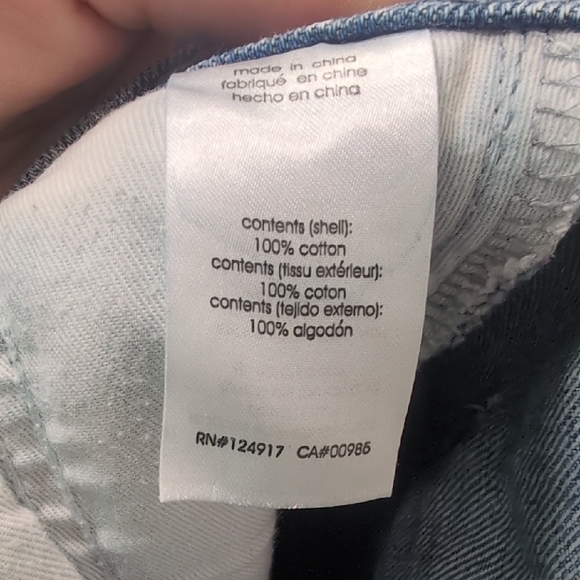 made in china
fabriqué en chine
hecho en china
contents (shell):
100% cotton
contents (tissu extérieur):
100% coton
contents (tejido externo):
100% algodón
RN#124917 CA#00985